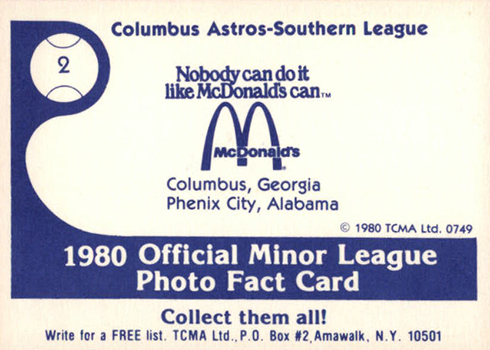 Columbus Astros-Southern League
2
Nobody can do it
like McDonald's can™
McDonald's®
Columbus, Georgia
Phenix City, Alabama
© 1980 TCMA Ltd. 0749
1980 Official Minor League
Photo Fact Card
Collect them all!
Write for a FREE list. TCMA Ltd., P.O. Box #2, Amawalk, N.Y. 10501